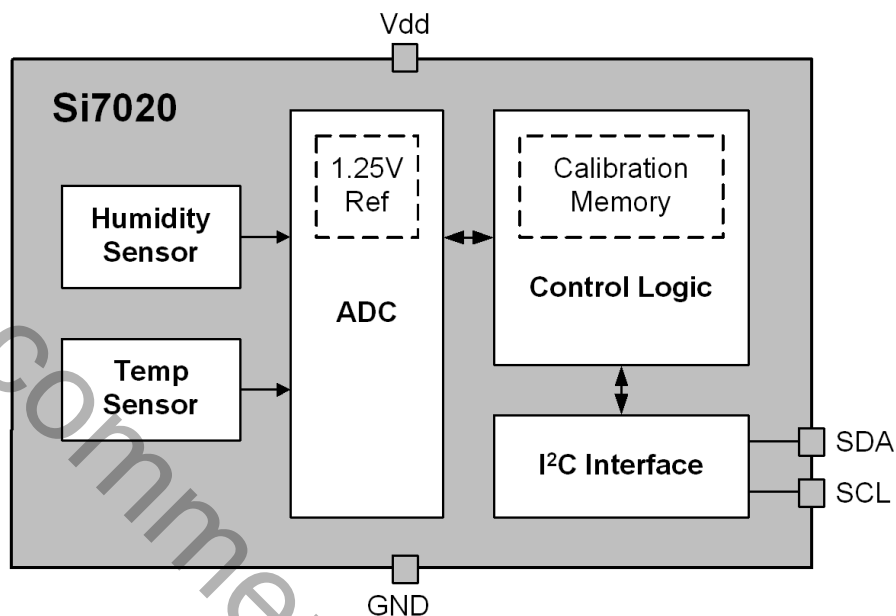 Vdd
Si7020
Humidity
Sensor
Temp
Sensor
1.25V
Ref
ADC
Calibration
Memory
Control Logic
I²C Interface
SDA
SCL
GND